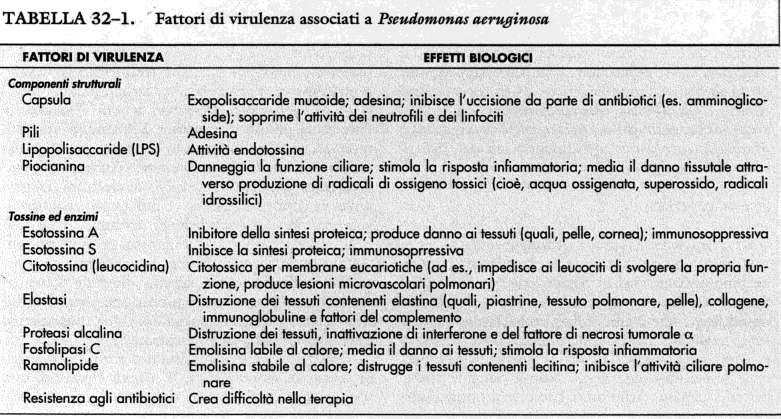 TABELLA 32–1. Fattori di virulenza associati a Pseudomonas aeruginosa
FATTORI DI VIRULENZA EFFETTI BIOLOGICI
Componenti strutturali
Capsula Exopolisaccaride mucoide; adesina; inibisce l'uccisione da parte di antibiotici (es. amminoglico-
side); sopprime l'attività dei neutrofili e dei linfociti
Pili Adesina
Lipopolisaccaride (LPS) Attività endotossina
Piocianina Danneggia la funzione ciliare; stimola la risposta infiammatoria; media il danno tissutale attra-
verso produzione di radicali di ossigeno tossici (cioè, acqua ossigenata, superossido, radicali
idrossilici)
Tossine ed enzimi
Esotossina A Inibitore della sintesi proteica; produce danno ai tessuti (quali, pelle, cornea); immunosoppressiva
Esotossina S Inibisce la sintesi proteica; immunosoprressiva
Citotossina (leucocidina) Citotossica per membrane eucariotiche (ad es., impedisce ai leucociti di svolgere la propria fun-
zione, produce lesioni microvascolari polmonari)
Elastasi Distruzione dei tessuti contenenti elastina (quali, piastrine, tessuto polmonare, pelle), collagene,
immunoglobuline e fattori del complemento
Proteasi alcalina Distruzione dei tessuti, inattivazione di interferone e del fattore di necrosi tumorale α
Fosfolipasi C Emolisina labile al calore; media il danno ai tessuti; stimola la risposta infiammatoria
Ramnolipide Emolisina stabile al calore; distrugge i tessuti contenenti lecitina; inibisce l'attività ciliare polmo-
nare
Resistenza agli antibiotici Crea difficoltà nella terapia